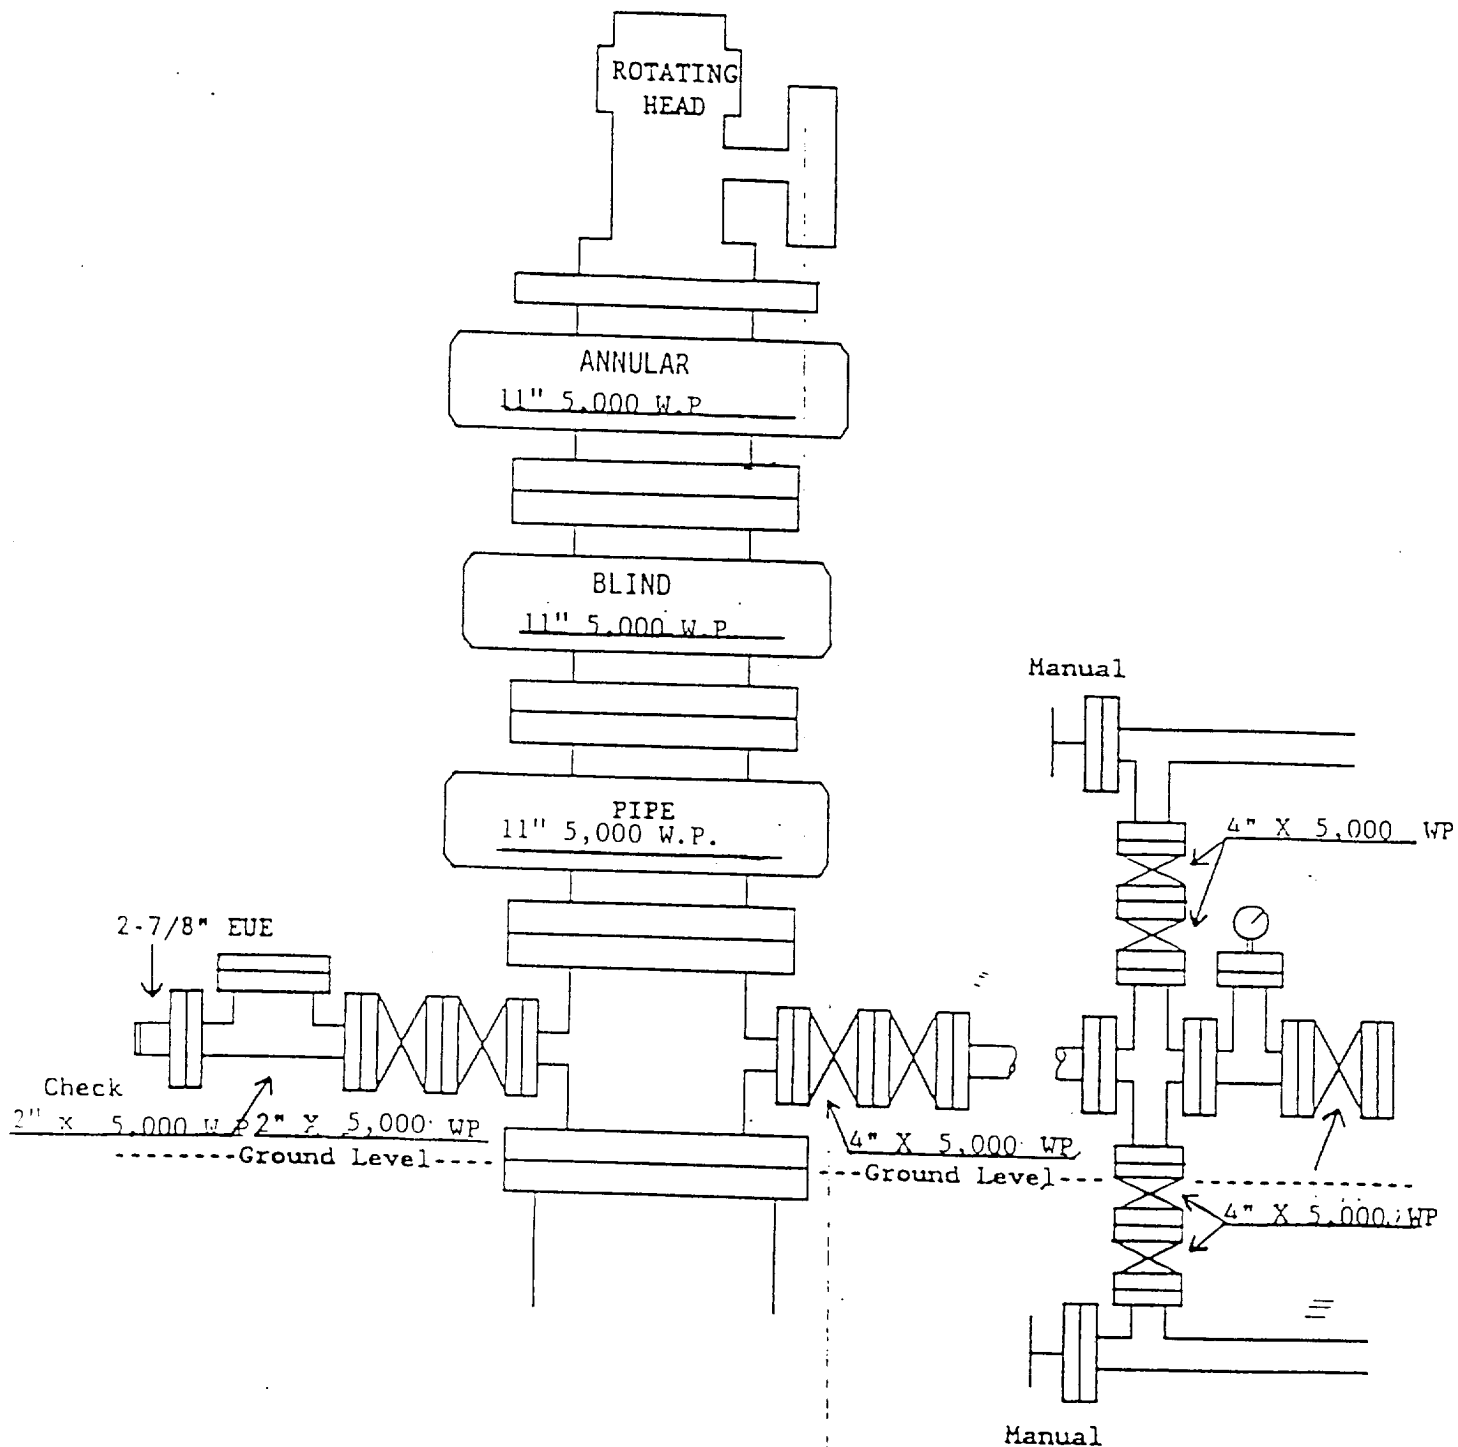 ROTATING
HEAD
ANNULAR
11" 5,000 W.P
BLIND
11" 5,000 W.P
PIPE
11" 5,000 W.P.
Manual
4" X 5,000 WP
2-7/8" EUE
Check
2" x 5,000 W.P
2" X 5,000 WP
4" X 5,000 WP
-------Ground Level----
---Ground Level---
4" X 5,000 WP
Manual